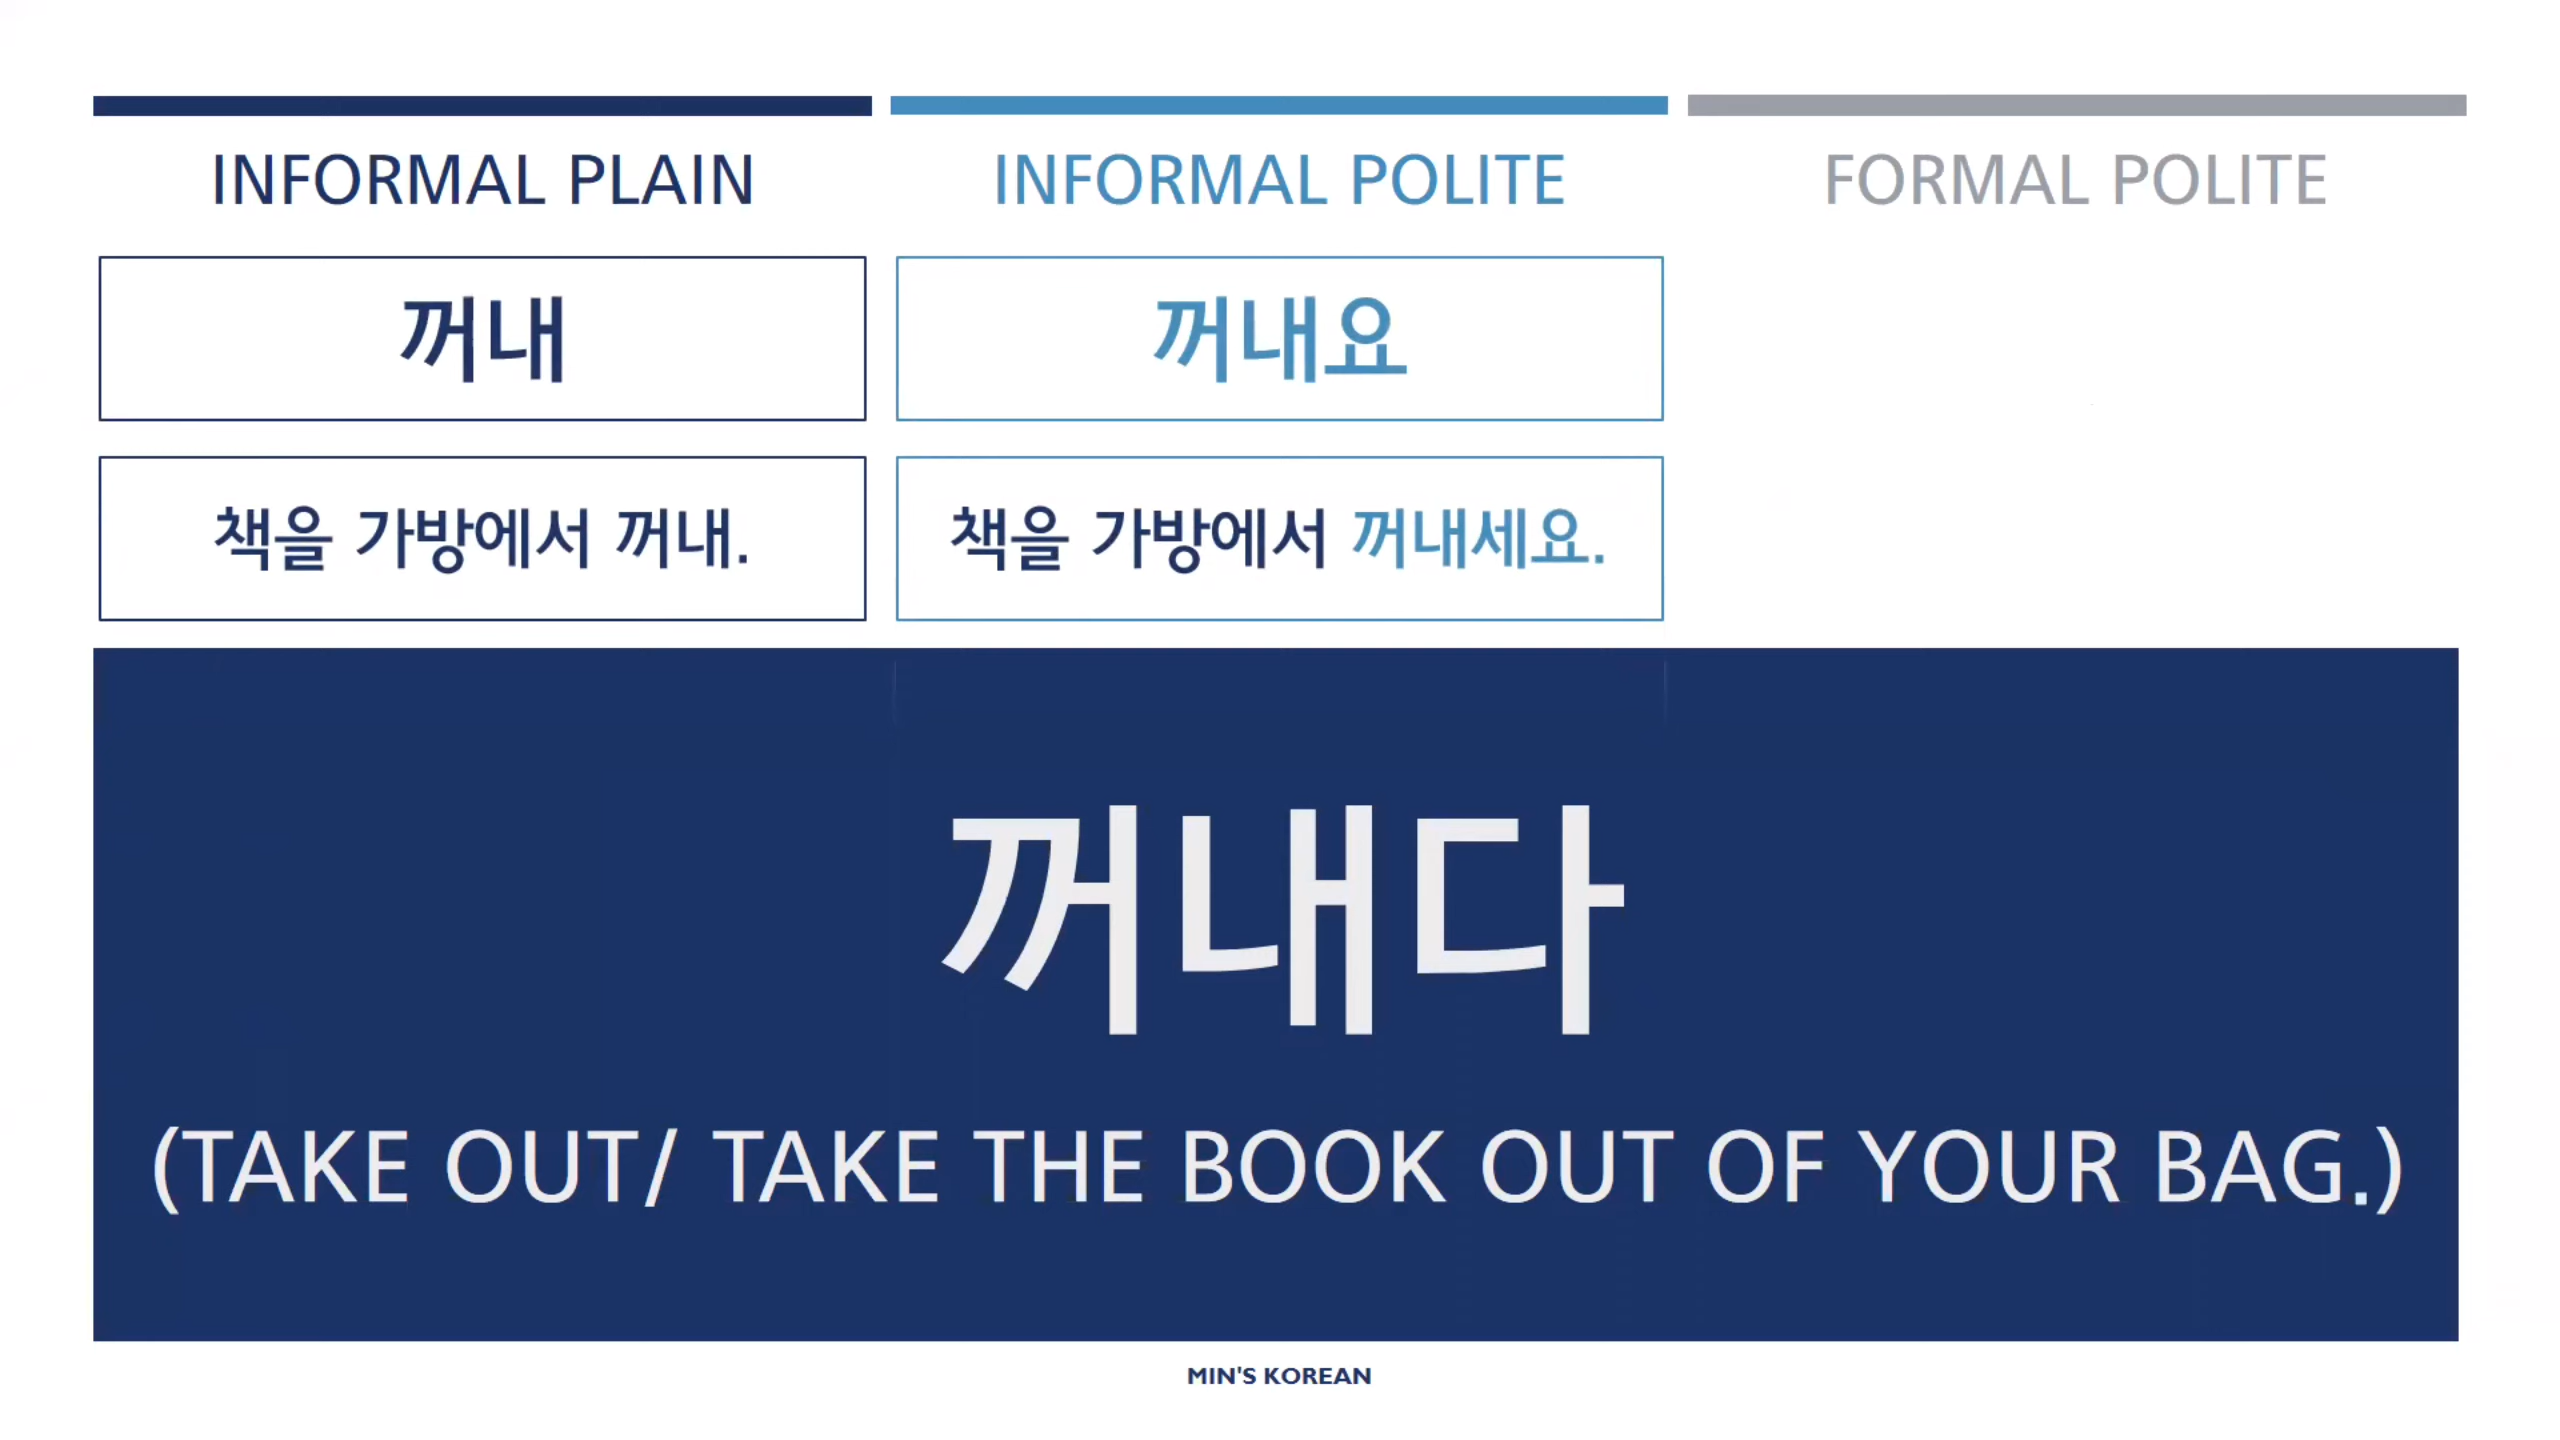 INFORMAL PLAIN
INFORMAL POLITE
FORMAL POLITE
꺼내
꺼내요
책을 가방에서 꺼내.
책을 가방에서 꺼내세요.
꺼내다
(TAKE OUT/ TAKE THE BOOK OUT OF YOUR BAG.)
MIN'S KOREAN